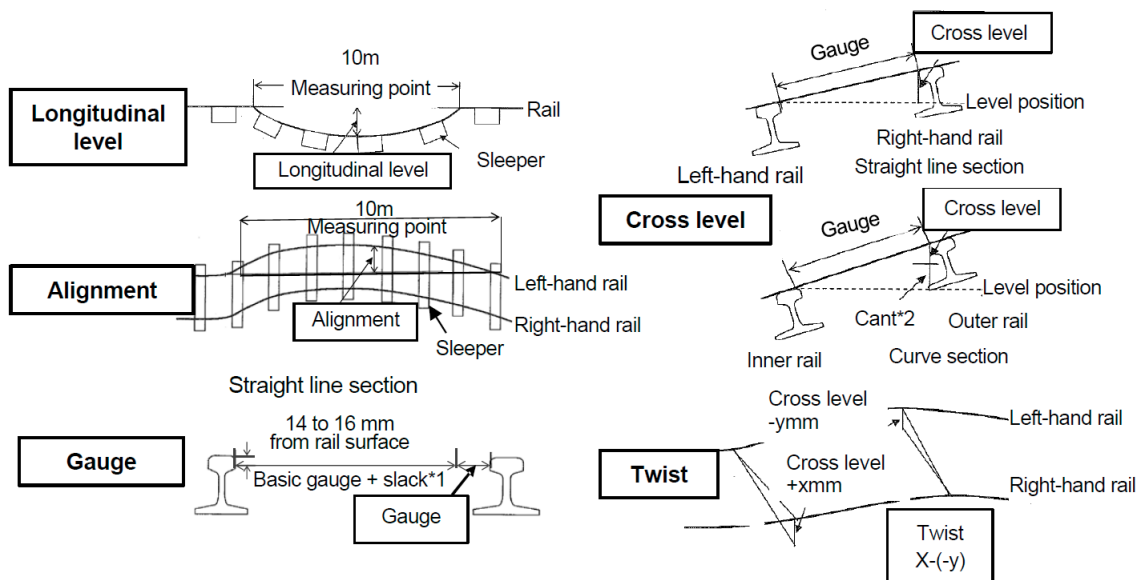 Longitudinal
level
10m
Measuring point
Rail
Sleeper
Longitudinal level
Alignment
10m
Measuring point
Left-hand rail
Right-hand rail
Alignment
Sleeper
Straight line section
Gauge
14 to 16 mm
from rail surface
Basic gauge + slack*1
Gauge
Cross level
Cross level
Gauge
Level position
Right-hand rail
Left-hand rail
Straight line section
Cross level
Gauge
Level position
Cant*2
Outer rail
Inner rail
Curve section
Twist
Cross level
-ymm
Left-hand rail
Cross level
+xmm
Right-hand rail
Twist
X-(-y)